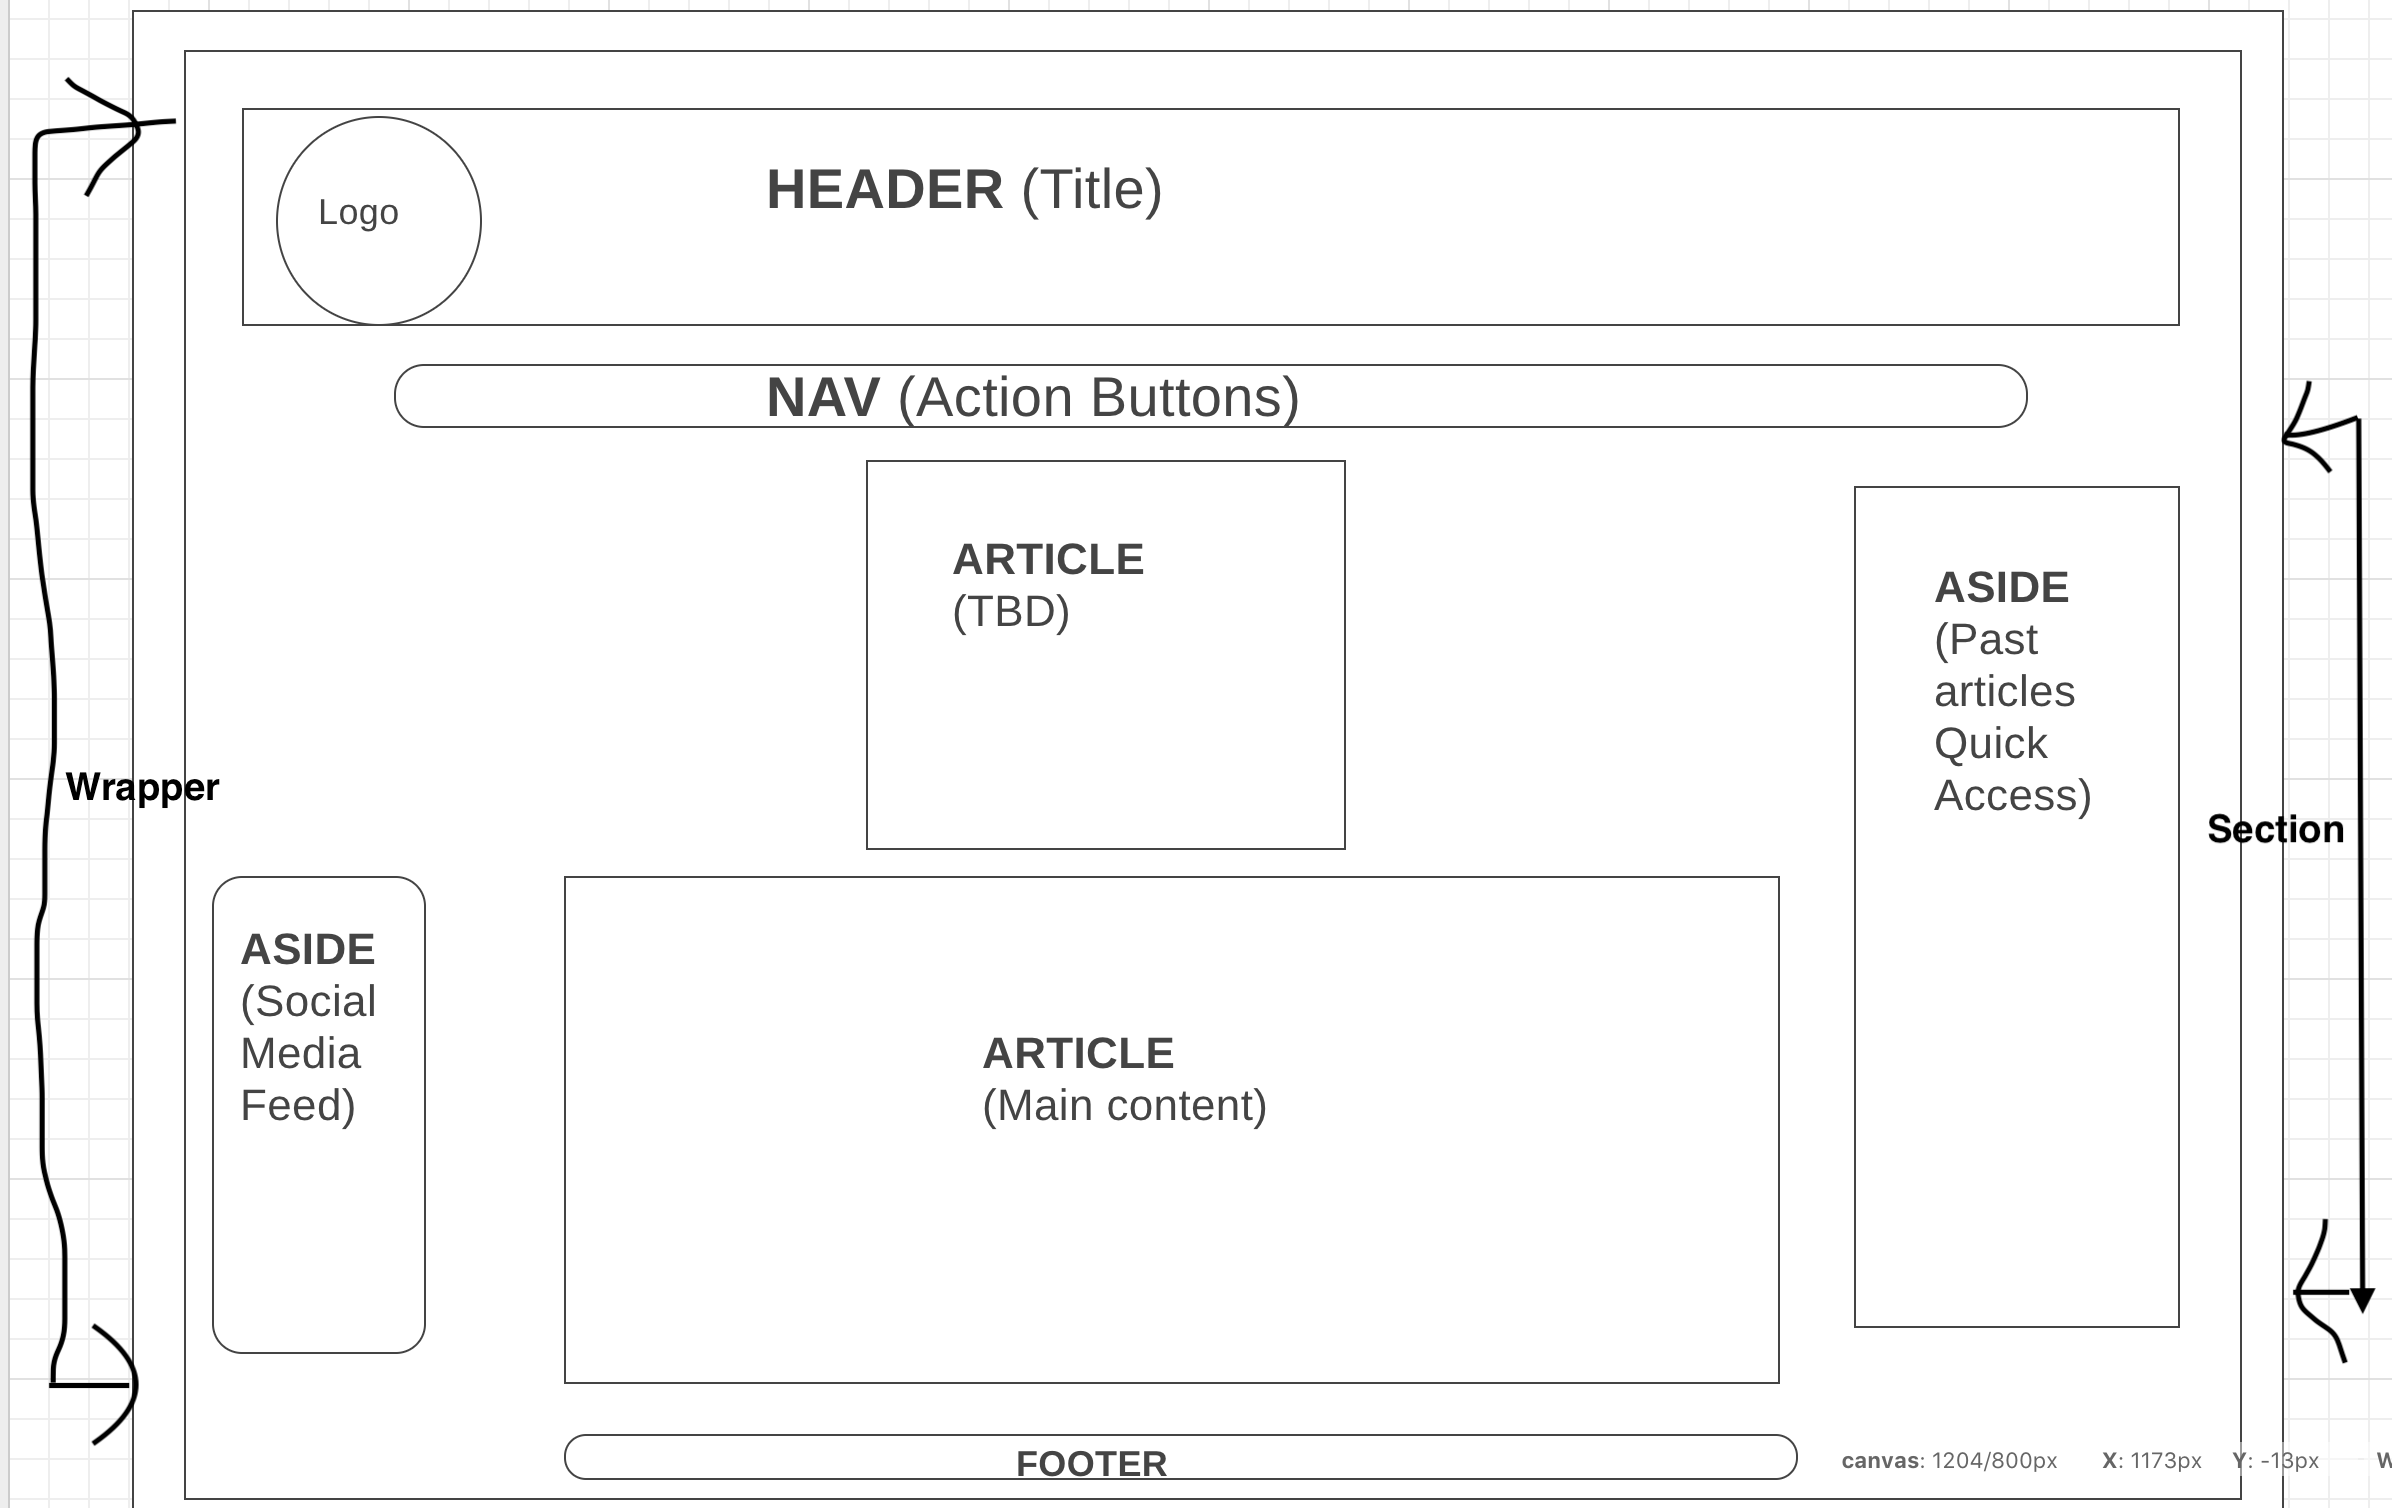 HEADER (Title)
Logo
NAV (Action Buttons)
ARTICLE
(TBD)
ASIDE
(Past
articles
Quick
Access)
Wrapper
Section
ASIDE
(Social
Media
Feed)
ARTICLE
(Main content)
FOOTER
canvas: 1204/800px X: 1173px Y: -13px W